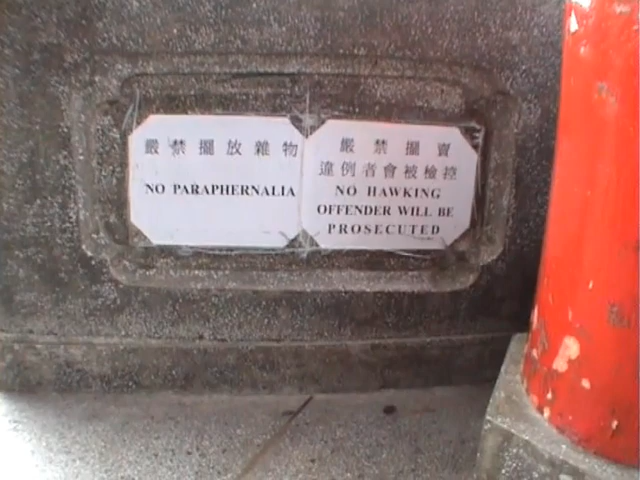 嚴禁擺放雜物
NO PARAPHERNALIA
嚴禁擺賣
違例者會被檢控
NO HAWKING
OFFENDER WILL BE
PROSECUTED